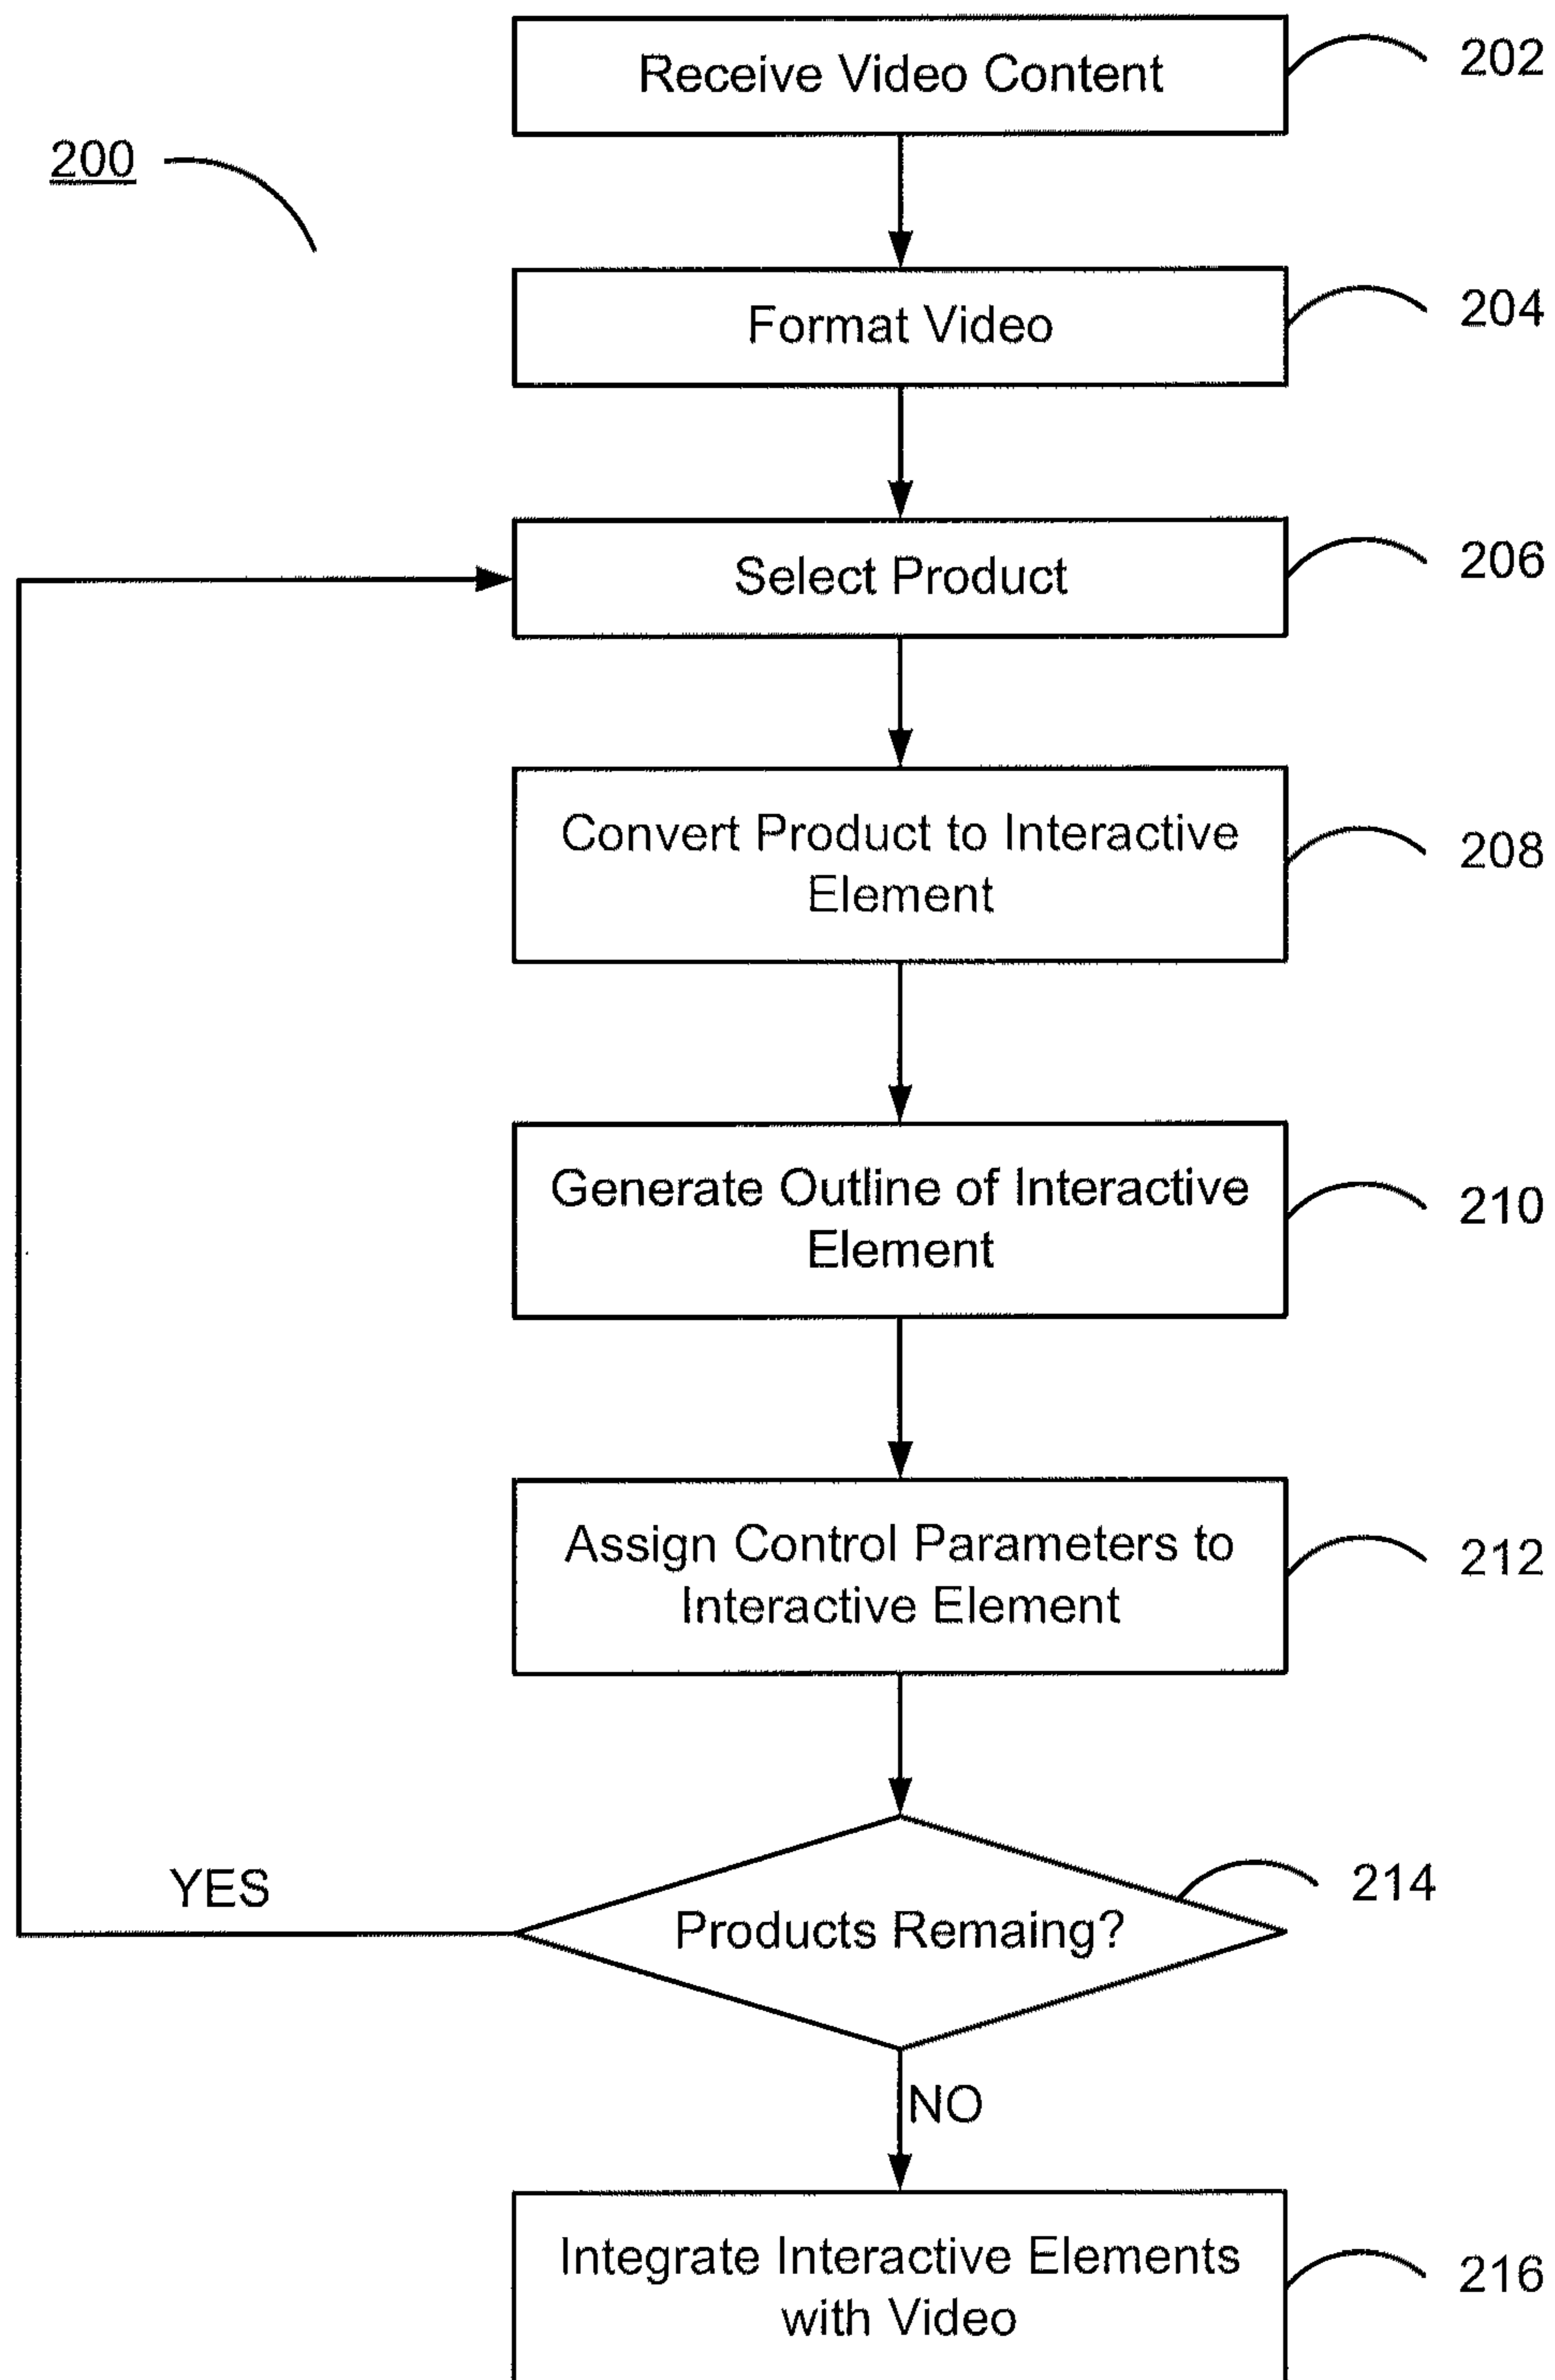 Receive Video Content
202
200
Format Video
204
Select Product
206
Convert Product to Interactive
Element
208
Generate Outline of Interactive
Element
210
Assign Control Parameters to
Interactive Element
212
YES
Products Remaing?
214
NO
Integrate Interactive Elements
with Video
216